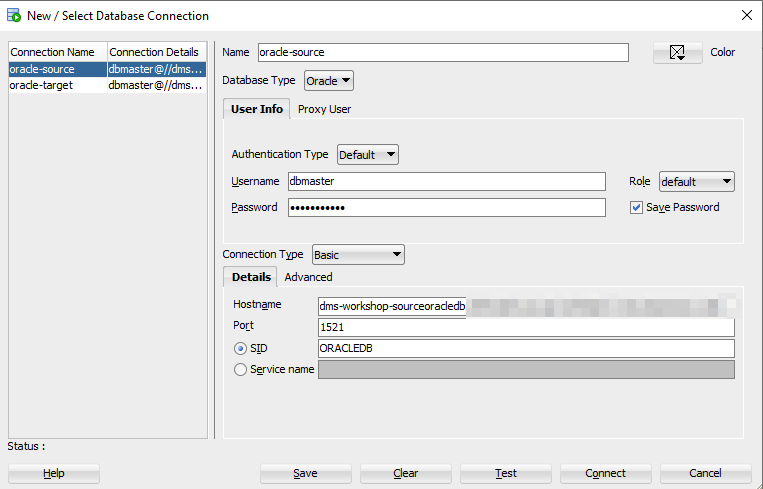 New / Select Database Connection
Connection Name Connection Details
oracle-source dbmaster@//dms...
oracle-target dbmaster@//dms...
Name oracle-source Color
Database Type Oracle
User Info Proxy User
Authentication Type Default
Username dbmaster Role default
Password ••••••••••• Save Password
Connection Type Basic
Details Advanced
Hostname dms-workshop-sourceoracledb
Port 1521
SID ORACLEDB
Service name
Status :
Help Save Clear Test Connect Cancel